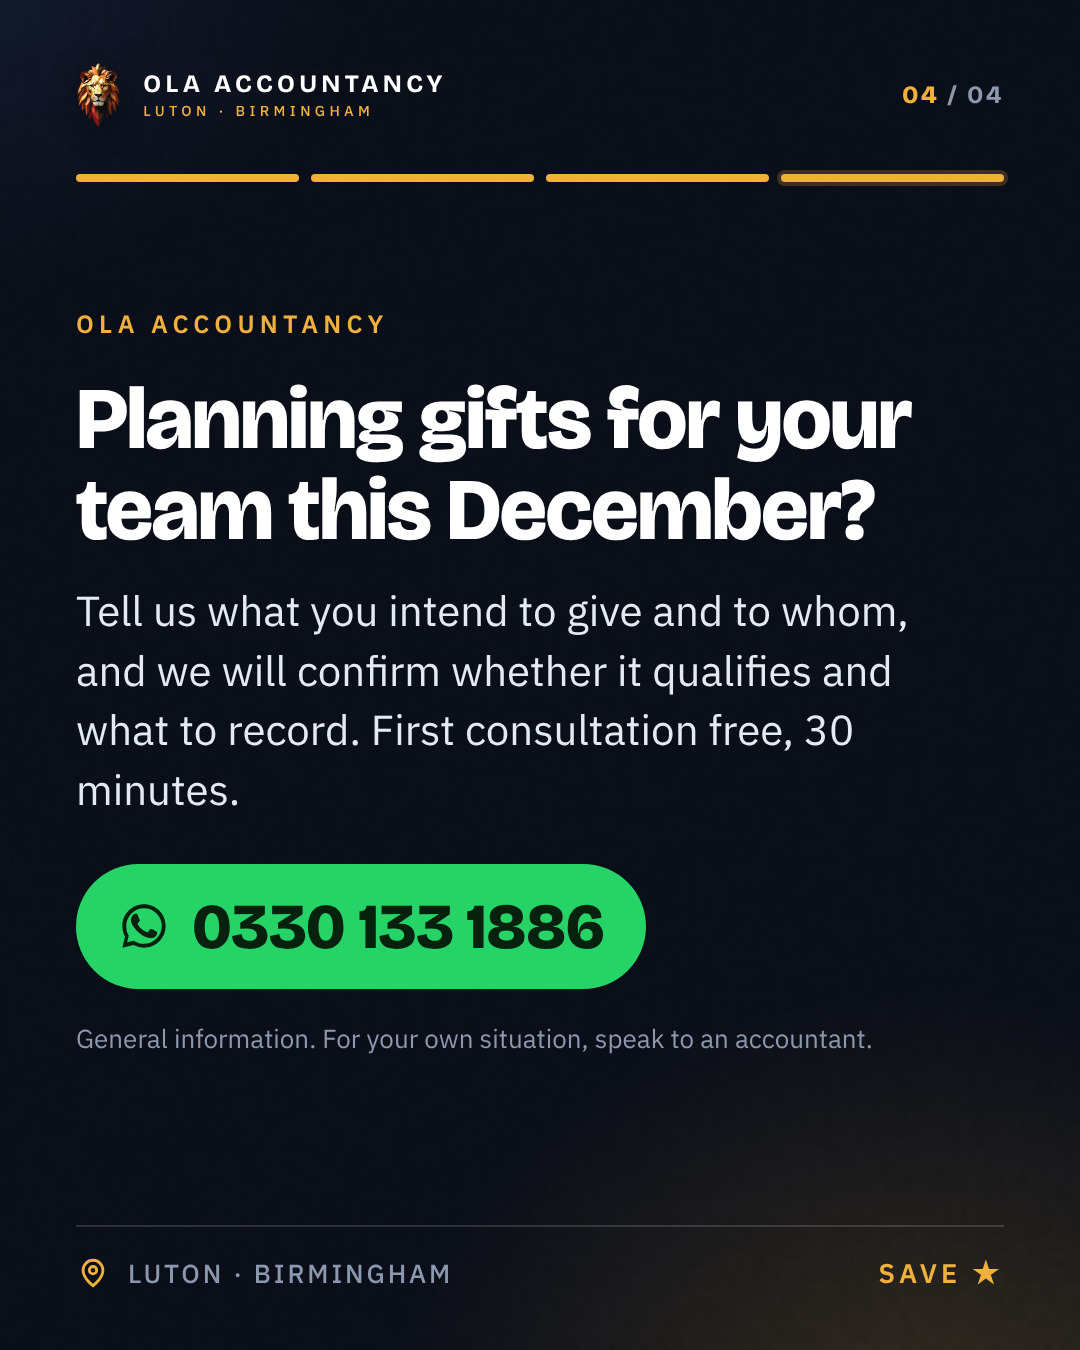 OLA ACCOUNTANCY
LUTON · BIRMINGHAM
04 / 04
OLA ACCOUNTANCY
Planning gifts for your
team this December?
Tell us what you intend to give and to whom,
and we will confirm whether it qualifies and
what to record. First consultation free, 30
minutes.
0330 133 1886
General information. For your own situation, speak to an accountant.
LUTON · BIRMINGHAM
SAVE ★